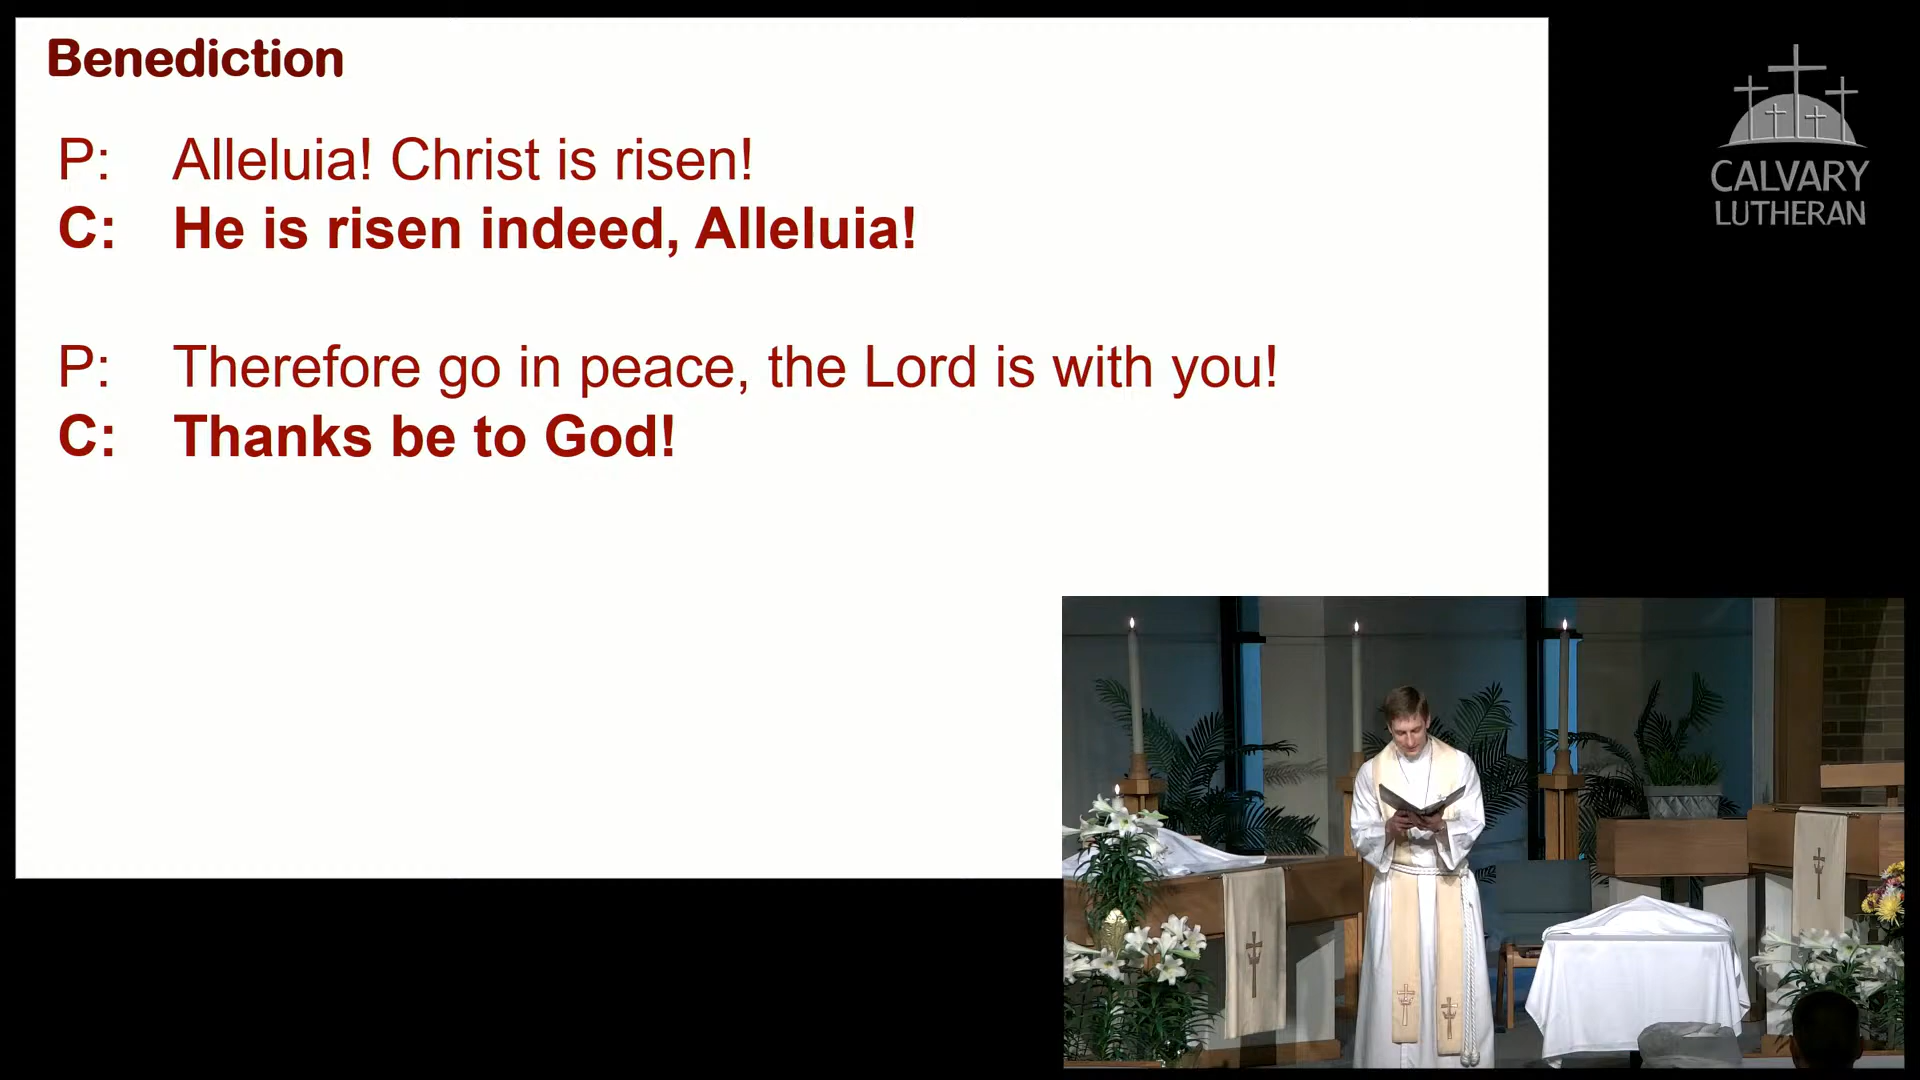 Benediction
P: Alleluia! Christ is risen!
C: He is risen indeed, Alleluia!
P: Therefore go in peace, the Lord is with you!
C: Thanks be to God!
CALVARY
LUTHERAN